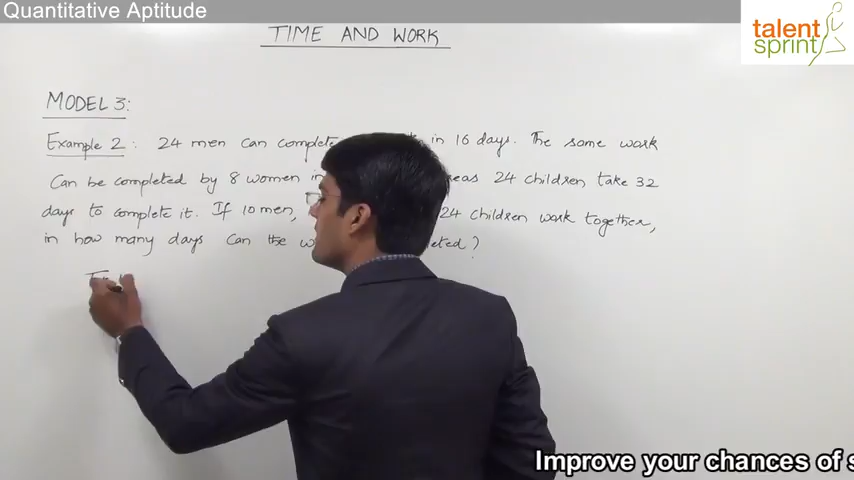 Quantitative Aptitude
talent
sprint
TIME AND WORK
MODEL 3:
Example 2 : 24 men can complete in 16 days. The same work
Can be completed by 8 women in 24 children take 32
days to complete it. If 10 men, 24 children work together,
in how many days Can the
Improve your chances of